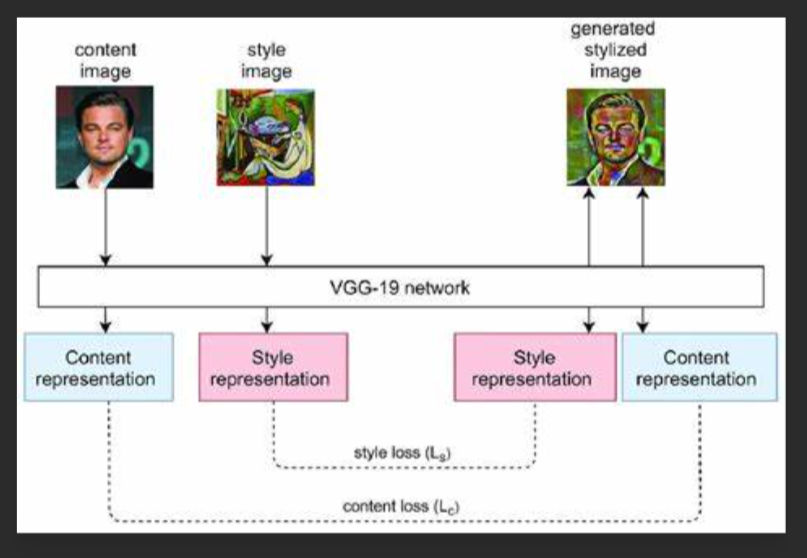 content
image
style
image
generated
stylized
image
VGG-19 network
Content
representation
Style
representation
Style
representation
Content
representation
style loss (Ls)
content loss (Lc)